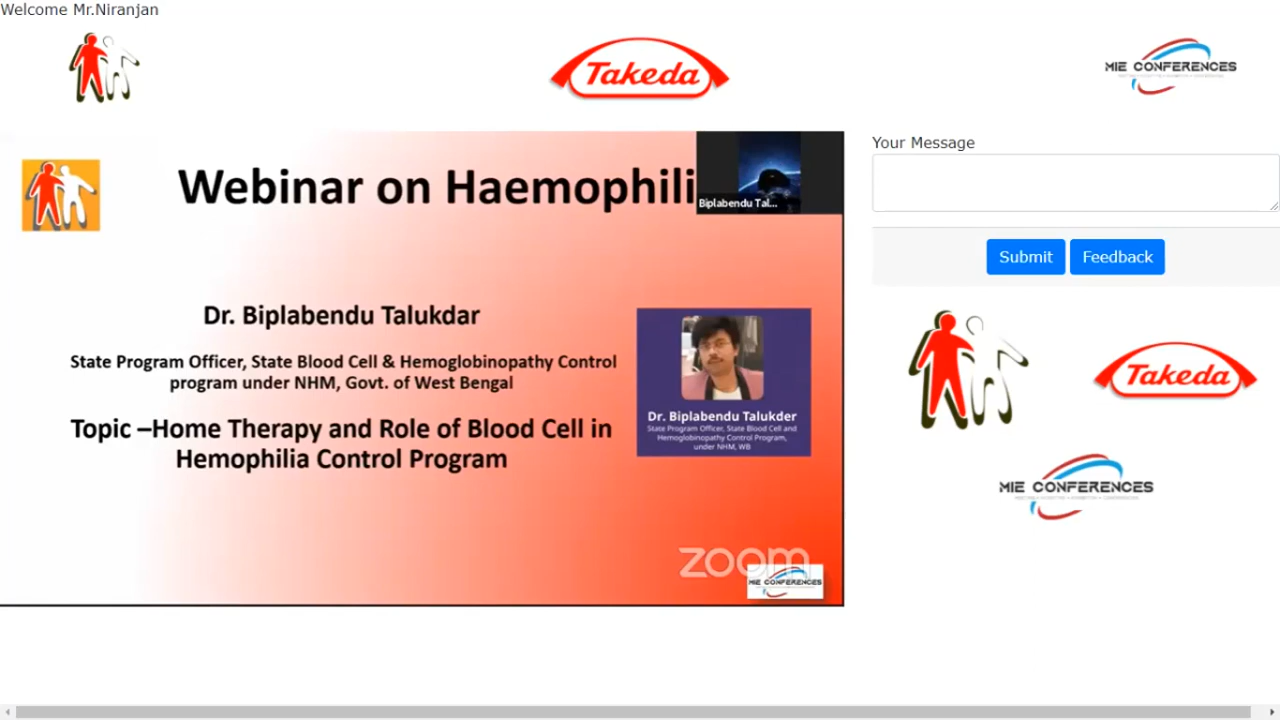 Welcome Mr.Niranjan
Takeda
MIE CONFERENCES
Webinar on Haemophili
Biplabendu Tal...
Your Message
Submit
Feedback
Dr. Biplabendu Talukdar
State Program Officer, State Blood Cell & Hemoglobinopathy Control
program under NHM, Govt. of West Bengal
Topic –Home Therapy and Role of Blood Cell in
Hemophilia Control Program
Dr. Biplabendu Talukder
State Program Officer, State Blood Cell and
Hemoglobinopathy Control Program,
under NHM, WB
Takeda
MIE CONFERENCES
zoom
MIE CONFERENCES